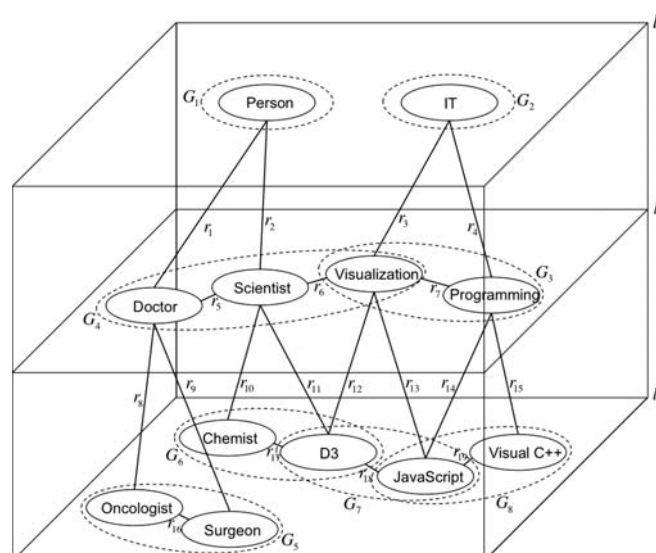 l
G1 Person IT G2
r1 r2 r3 r4
l
Visualization G3
Scientist r6 r7 Programming
Doctor r5
G4
r8 r9 r10 r11 r12 r13 r14 r15
l
Chemist r17 D3 r19 Visual C++
G6 r18 JavaScript
Oncologist G7 G8
r16 Surgeon G5